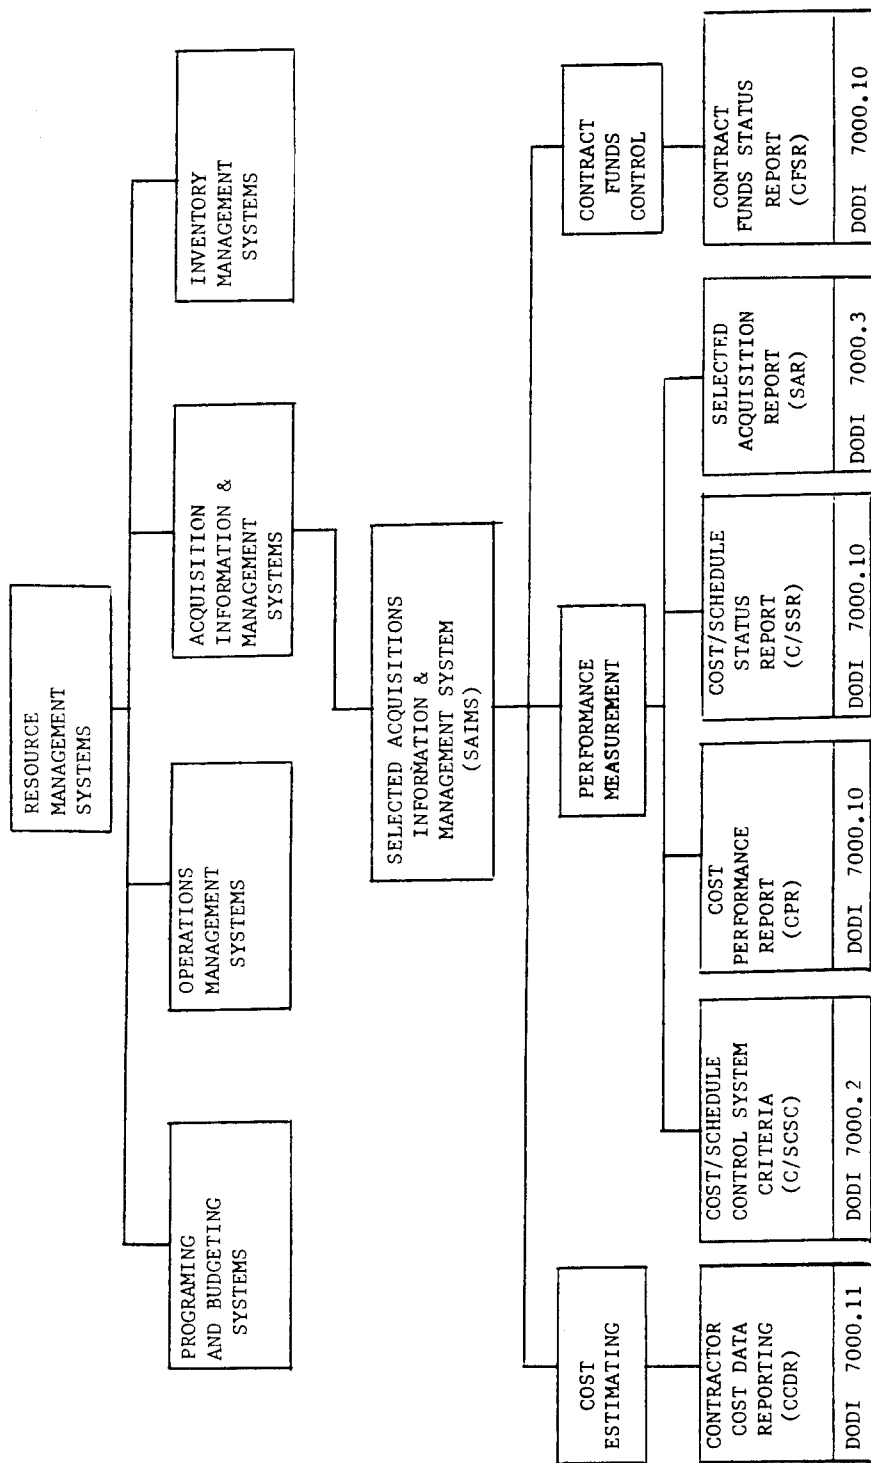 RESOURCE
MANAGEMENT
SYSTEMS
PROGRAMING
AND BUDGETING
SYSTEMS
OPERATIONS
MANAGEMENT
SYSTEMS
ACQUISITION
INFORMATION &
MANAGEMENT
SYSTEMS
INVENTORY
MANAGEMENT
SYSTEMS
SELECTED ACQUISITIONS
INFORMATION &
MANAGEMENT SYSTEM
(SAIMS)
COST
ESTIMATING
PERFORMANCE
MEASUREMENT
CONTRACT
FUNDS
CONTROL
CONTRACTOR
COST DATA
REPORTING
(CCDR)
DODI 7000.11
COST/SCHEDULE
CONTROL SYSTEM
CRITERIA
(C/SCSC)
DODI 7000.2
COST
PERFORMANCE
REPORT
(CPR)
DODI 7000.10
COST/SCHEDULE
STATUS
REPORT
(C/SSR)
DODI 7000.10
SELECTED
ACQUISITION
REPORT
(SAR)
DODI 7000.3
CONTRACT
FUNDS STATUS
REPORT
(CFSR)
DODI 7000.10